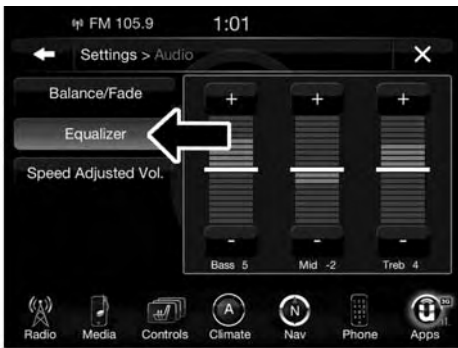 FM 105.9 1:01
Settings > Audio
Balance/Fade
Equalizer
Speed Adjusted Vol.
+ + +
- - -
Bass 5 Mid -2 Treb 4
A N 3G
Radio Media Controls Climate Nav Phone Apps